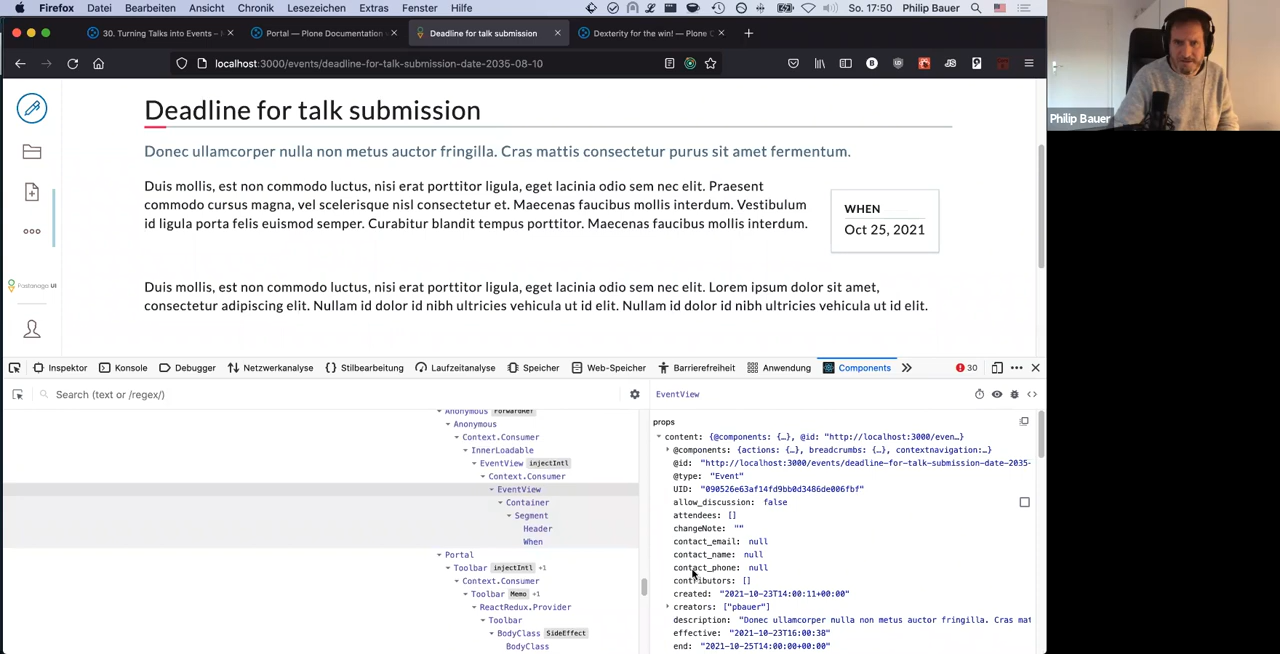 Firefox Datei Bearbeiten Ansicht Chronik Lesezeichen Extras Fenster Hilfe So. 17:50 Philip Bauer
30. Turning Talks into Events – Portal — Plone Documentation Deadline for talk submission Dexterity for the win! — Plone C
localhost:3000/events/deadline-for-talk-submission-date-2035-08-10
Philip Bauer
Deadline for talk submission
Donec ullamcorper nulla non metus auctor fringilla. Cras mattis consectetur purus sit amet fermentum.
Duis mollis, est non commodo luctus, nisi erat porttitor ligula, eget lacinia odio sem nec elit. Praesent
commodo cursus magna, vel scelerisque nisl consectetur et. Maecenas faucibus mollis interdum. Vestibulum
id ligula porta felis euismod semper. Curabitur blandit tempus porttitor. Maecenas faucibus mollis interdum.
WHEN
Oct 25, 2021
Pastanaga UI
Duis mollis, est non commodo luctus, nisi erat porttitor ligula, eget lacinia odio sem nec elit. Lorem ipsum dolor sit amet,
consectetur adipiscing elit. Nullam id dolor id nibh ultricies vehicula ut id elit. Nullam id dolor id nibh ultricies vehicula ut id elit.
Inspektor Konsole Debugger Netzwerkanalyse Stilbearbeitung Laufzeitanalyse Speicher Web-Speicher Barrierefreiheit Anwendung Components 30
Search (text or /regex/)
Anonymous ForwardRef
Anonymous
Context.Consumer
InnerLoadable
EventView injectIntl
Context.Consumer
EventView
Container
Segment
Header
When
Portal
Toolbar injectIntl +1
Context.Consumer
Toolbar Memo +1
ReactRedux.Provider
Toolbar
BodyClass SideEffect
BodyClass
EventView
props
content: {@components: {…}, @id: "http://localhost:3000/even…}
@components: {actions: {…}, breadcrumbs: {…}, contextnavigation:…}
@id: "http://localhost:3000/events/deadline-for-talk-submission-date-2035-
@type: "Event"
UID: "090526e63af14fd9bb0d3486de006fbf"
allow_discussion: false
attendees: []
changeNote: ""
contact_email: null
contact_name: null
contact_phone: null
contributors: []
created: "2021-10-23T14:00:11+00:00"
creators: ["pbauer"]
description: "Donec ullamcorper nulla non metus auctor fringilla. Cras mat
effective: "2021-10-23T16:00:38"
end: "2021-10-25T14:00:00+00:00"